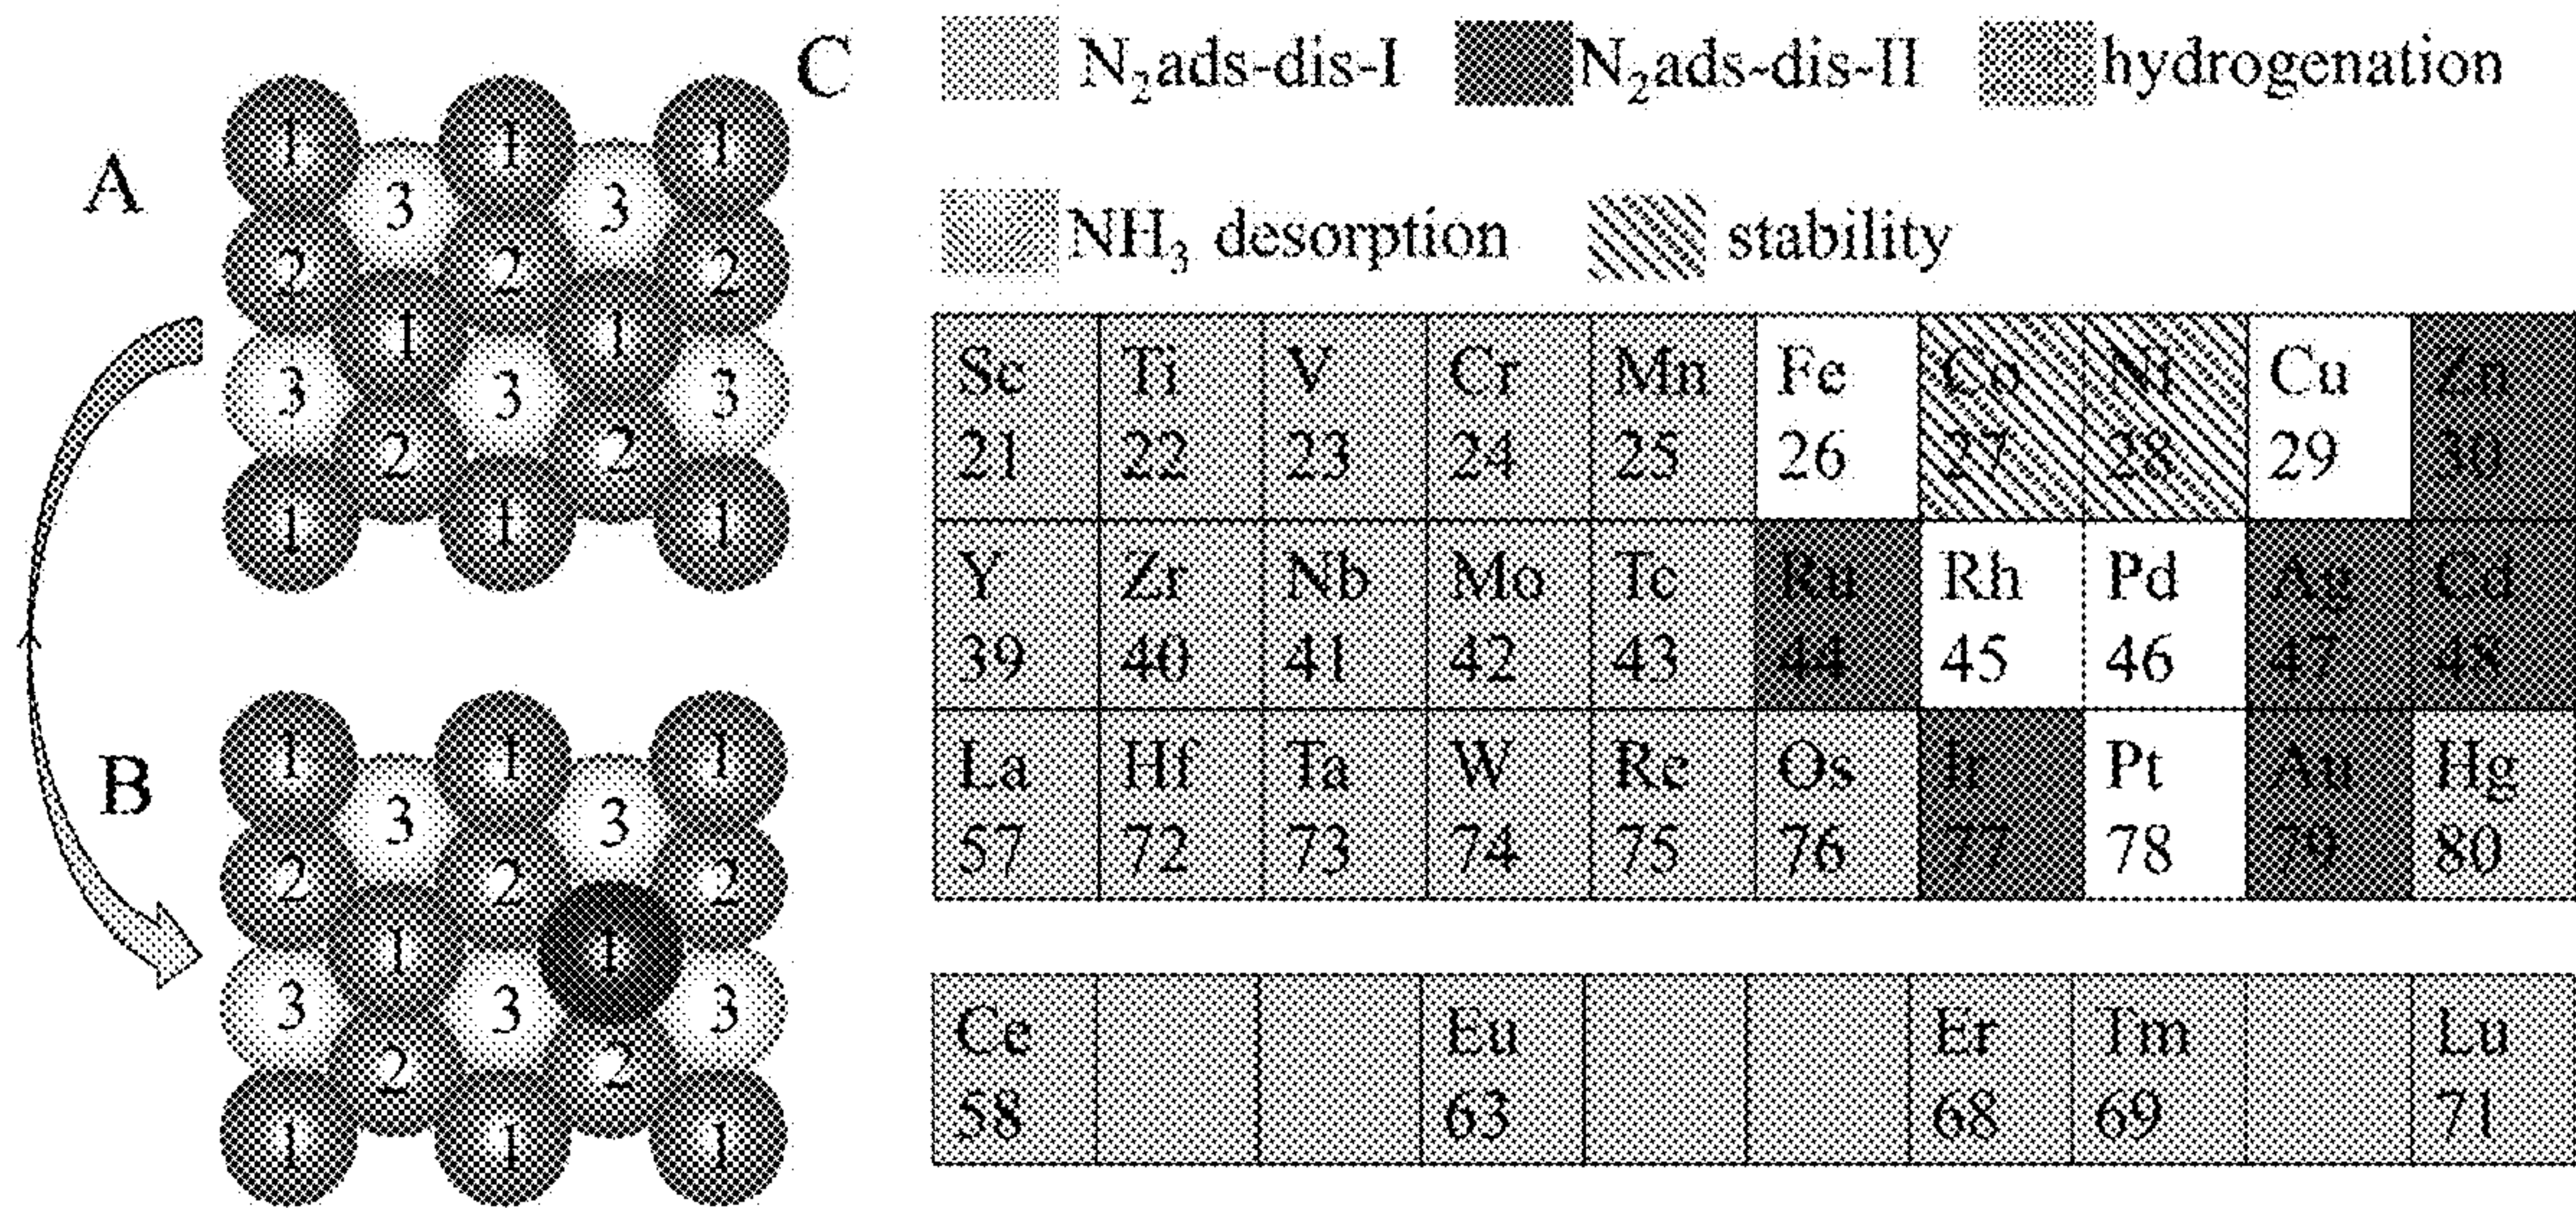 A
1 1 1
3 3
2 2 2
1 1
3 3 3
2 2
1 1 1
B
1 1 1
3 3
2 2 2
1 1
3 3 3
2 2
1 1 1
C
N₂ads-dis-I N₂ads-dis-II hydrogenation
NH₃ desorption stability
Sc Ti V Cr Mn Fe Co Ni Cu Zn
21 22 23 24 25 26 27 28 29 30
Y Zr Nb Mo Tc Ru Rh Pd Ag Cd
39 40 41 42 43 44 45 46 47 48
La Hf Ta W Re Os Ir Pt Au Hg
57 72 73 74 75 76 77 78 79 80
Ce Eu Er Tm Lu
58 63 68 69 71